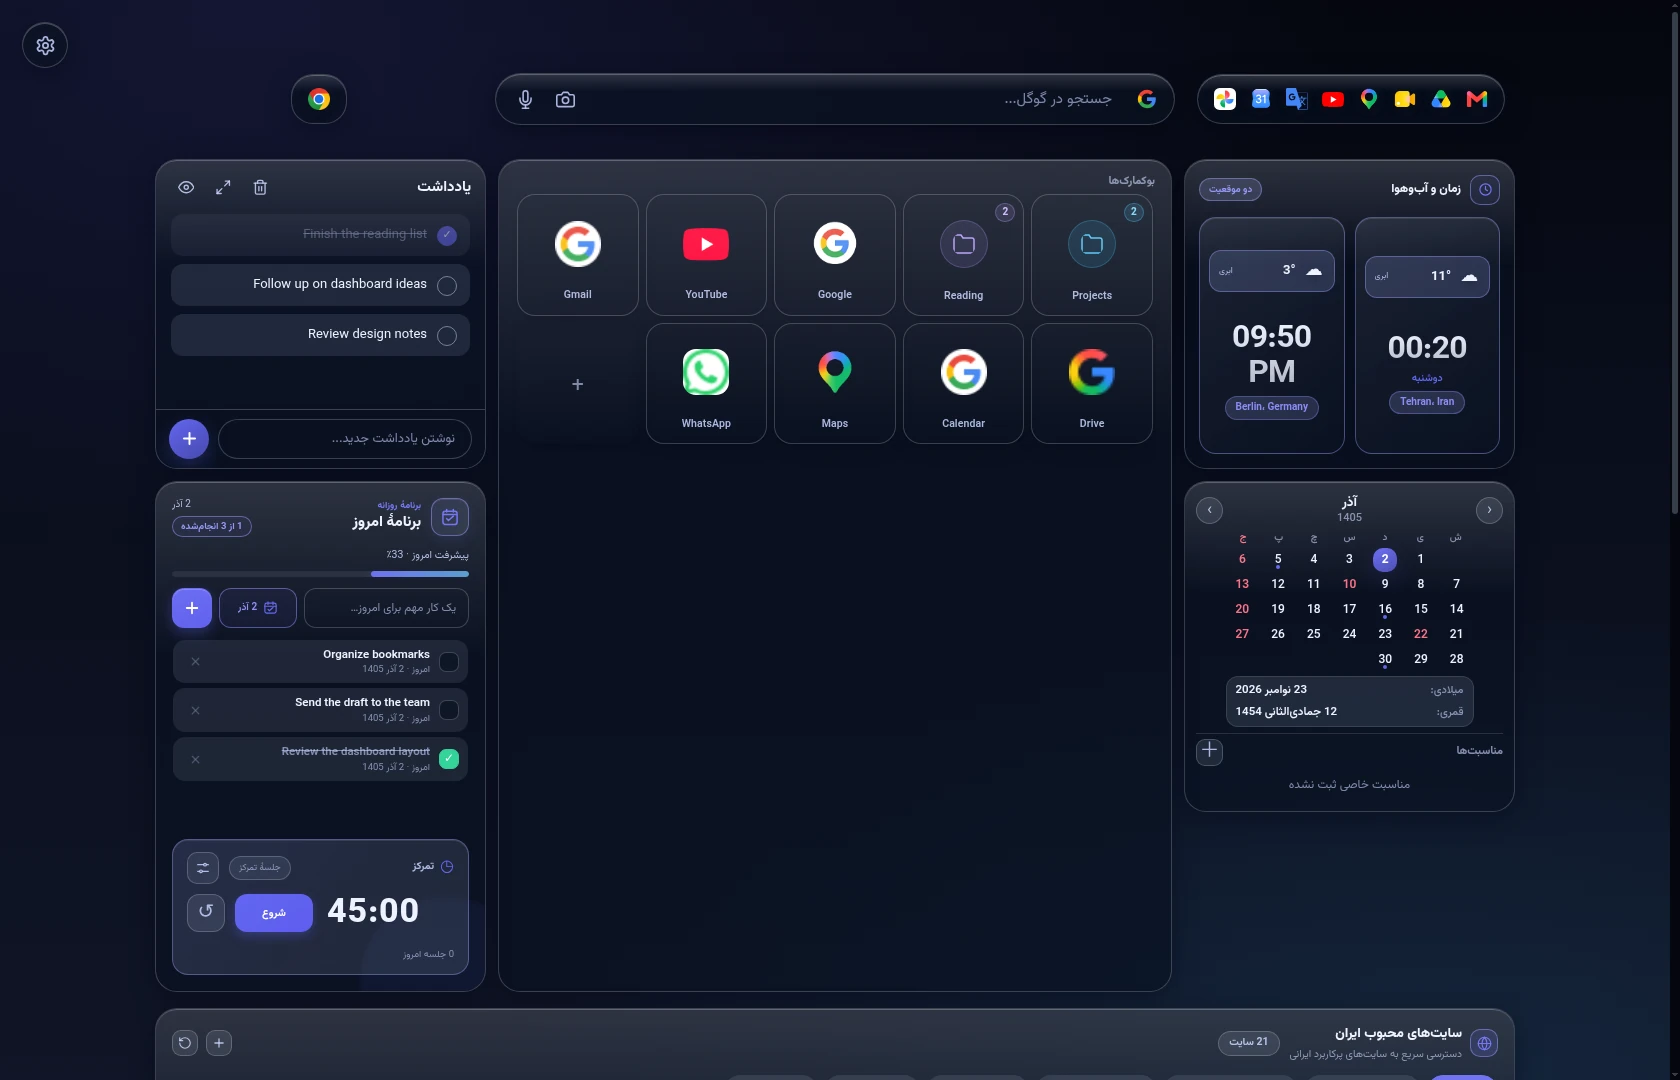 جستجو در گوگل...
31
زمان و آب‌وهوا
دو موقعیت
11°
ابری
00:20
دوشنبه
Tehran، Iran
3°
ابری
09:50
PM
Berlin، Germany
آذر
1405
ش ی د س چ پ ج
1 2 3 4 5 6
7 8 9 10 11 12 13
14 15 16 17 18 19 20
21 22 23 24 25 26 27
28 29 30
میلادی: 23 نوامبر 2026
قمری: 12 جمادی‌الثانی 1454
مناسبت‌ها
مناسبت خاصی ثبت نشده
بوکمارک‌ها
2
Projects
2
Reading
Google
YouTube
Gmail
Drive
Calendar
Maps
WhatsApp
+
یادداشت
Finish the reading list
Follow up on dashboard ideas
Review design notes
نوشتن یادداشت جدید...
+
برنامهٔ روزانه
برنامهٔ امروز
2 آذر
1 از 3 انجام‌شده
پیشرفت امروز · 33٪
یک کار مهم برای امروز...
2 آذر
+
Organize bookmarks
امروز · 2 آذر 1405
Send the draft to the team
امروز · 2 آذر 1405
Review the dashboard layout
امروز · 2 آذر 1405
تمرکز
جلسهٔ تمرکز
45:00
شروع
0 جلسه امروز
سایت‌های محبوب ایران
دسترسی سریع به سایت‌های پرکاربرد ایرانی
21 سایت